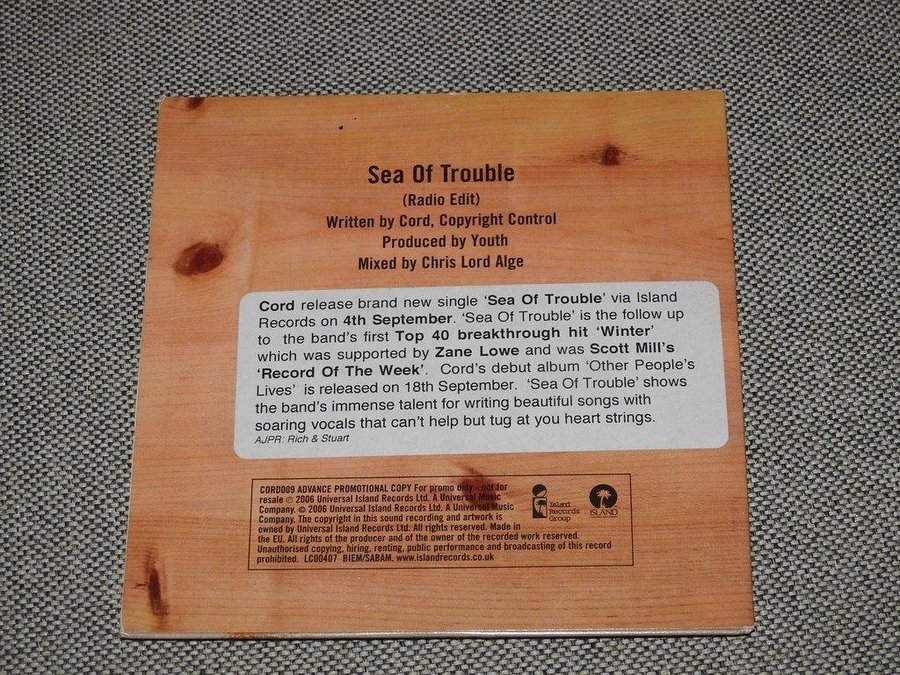 Sea Of Trouble
(Radio Edit)
Written by Cord, Copyright Control
Produced by Youth
Mixed by Chris Lord Alge
Cord release brand new single ‘Sea Of Trouble’ via Island
Records on 4th September. ‘Sea Of Trouble’ is the follow up
to the band’s first Top 40 breakthrough hit ‘Winter’
which was supported by Zane Lowe and was Scott Mill’s
‘Record Of The Week’. Cord’s debut album ‘Other People’s
Lives’ is released on 18th September. ‘Sea Of Trouble’ shows
the band’s immense talent for writing beautiful songs with
soaring vocals that can’t help but tug at you heart strings.
AJPR: Rich & Stuart
CORD009 ADVANCE PROMOTIONAL COPY For promo only - not for
resale ℗ 2006 Universal Island Records Ltd. A Universal Music
Company. © 2006 Universal Island Records Ltd. A Universal Music
Company. The copyright in this sound recording and artwork is
owned by Universal Island Records Ltd. All rights reserved. Made in
the EU. All rights of the producer and of the owner of the recorded work reserved.
Unauthorised copying, hiring, renting, public performance and broadcasting of this record
prohibited. LC00407 BIEM/SABAM. www.islandrecords.co.uk
Island
Records
Group
ISLAND